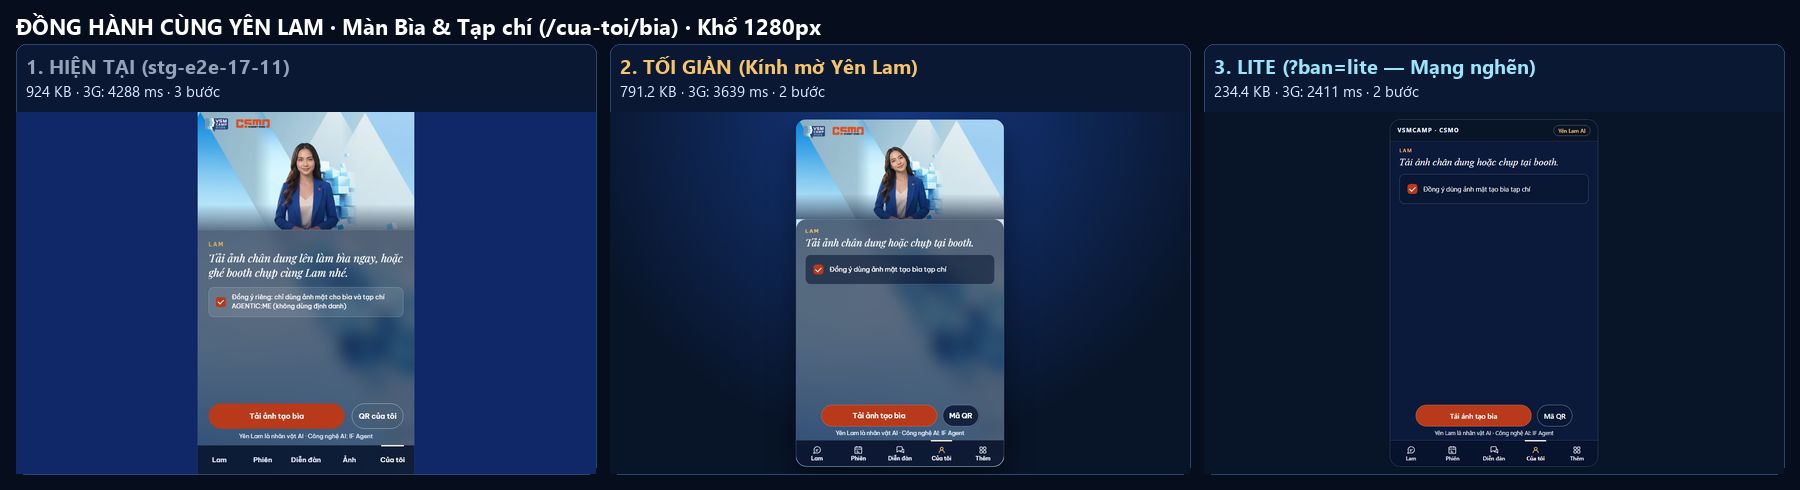 ĐỒNG HÀNH CÙNG YÊN LAM · Màn Bìa & Tạp chí (/cua-toi/bia) · Khổ 1280px
1. HIỆN TẠI (stg-e2e-17-11)
924 KB · 3G: 4288 ms · 3 bước
VSM CAMP
CSMO
LAM
Tải ảnh chân dung lên làm bìa ngay, hoặc
ghé booth chụp cùng Lam nhé.
Đồng ý riêng: chỉ dùng ảnh mặt cho bìa và tạp chí
AGENTIC:ME (không dùng định danh)
Tải ảnh tạo bìa
QR của tôi
Yên Lam là nhân vật AI · Công nghệ AI: IF Agent
Lam Phiên Diễn đàn Ảnh Của tôi
2. TỐI GIẢN (Kính mờ Yên Lam)
791.2 KB · 3G: 3639 ms · 2 bước
VSM CAMP
CSMO
LAM
Tải ảnh chân dung hoặc chụp tại booth.
Đồng ý dùng ảnh mặt tạo bìa tạp chí
Tải ảnh tạo bìa
Mã QR
Yên Lam là nhân vật AI · Công nghệ AI: IF Agent
Lam Phiên Diễn đàn Của tôi Thêm
3. LITE (?ban=lite — Mạng nghẽn)
234.4 KB · 3G: 2411 ms · 2 bước
VSMCAMP · CSMO
Yên Lam AI
LAM
Tải ảnh chân dung hoặc chụp tại booth.
Đồng ý dùng ảnh mặt tạo bìa tạp chí
Tải ảnh tạo bìa
Mã QR
Yên Lam là nhân vật AI · Công nghệ AI: IF Agent
Lam Phiên Diễn đàn Của tôi Thêm